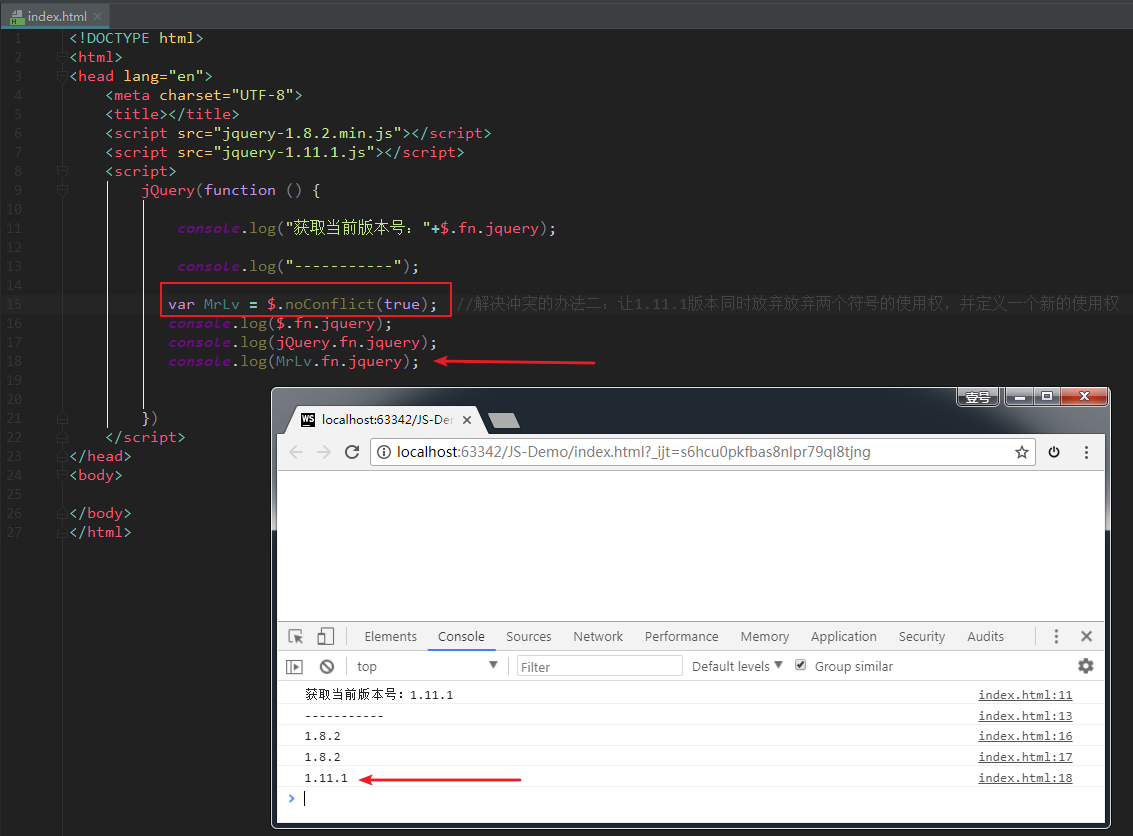 index.html
1 <!DOCTYPE html>
2 <html>
3 <head lang="en">
4 <meta charset="UTF-8">
5 <title></title>
6 <script src="jquery-1.8.2.min.js"></script>
7 <script src="jquery-1.11.1.js"></script>
8 <script>
9 jQuery(function () {
10
11 console.log("获取当前版本号："+$.fn.jquery);
12
13 console.log("-----------");
14
15 var MrLv = $.noConflict(true); //解决冲突的办法二：让1.11.1版本同时放弃放弃两个符号的使用权，并定义一个新的使用权
16 console.log($.fn.jquery);
17 console.log(jQuery.fn.jquery);
18 console.log(MrLv.fn.jquery);
19
20
21 })
22 </script>
23 </head>
24 <body>
25
26 </body>
27 </html>
壹号
WS localhost:63342/JS-De
localhost:63342/JS-Demo/index.html?_ijt=s6hcu0pkfbas8nlpr79ql8tjng
Elements Console Sources Network Performance Memory Application Security Audits
top Filter Default levels Group similar
获取当前版本号：1.11.1 index.html:11
----------- index.html:13
1.8.2 index.html:16
1.8.2 index.html:17
1.11.1 index.html:18